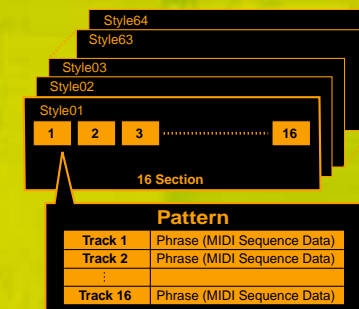 Style64
Style63
Style03
Style02
Style01
1 2 3 16
16 Section
Pattern
Track 1 Phrase (MIDI Sequence Data)
Track 2 Phrase (MIDI Sequence Data)
Track 16 Phrase (MIDI Sequence Data)